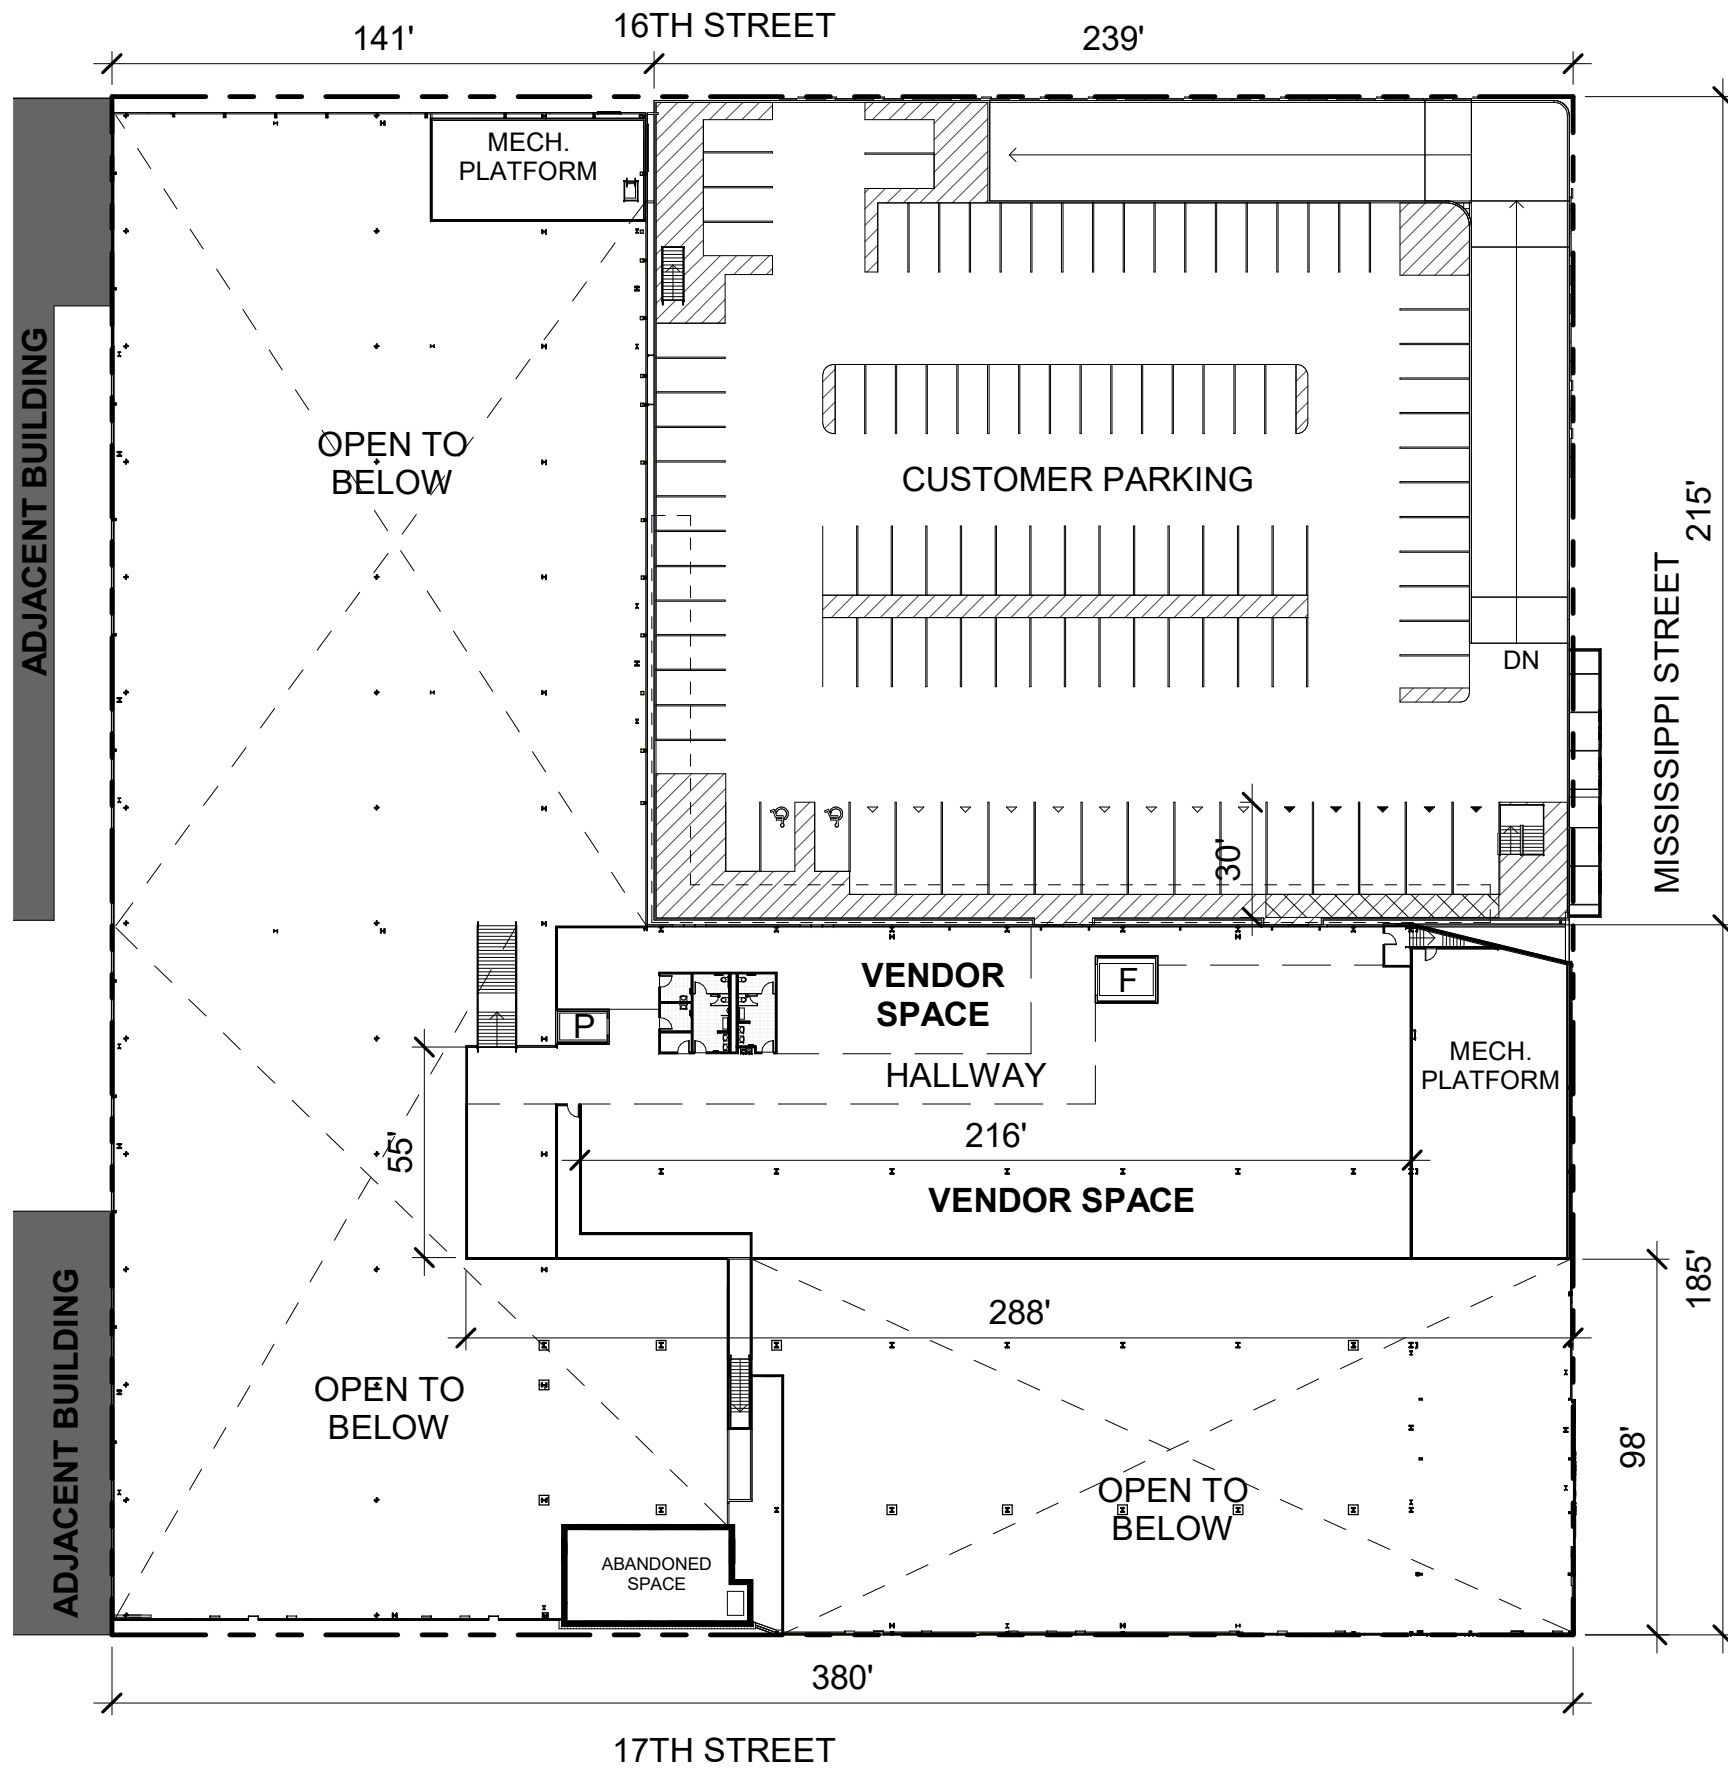 16TH STREET
141'
239'
MECH.
PLATFORM
ADJACENT BUILDING
OPEN TO
BELOW
CUSTOMER PARKING
215'
MISSISSIPPI STREET
DN
30'
VENDOR
SPACE
F
P
HALLWAY
MECH.
PLATFORM
55'
216'
VENDOR SPACE
185'
288'
ADJACENT BUILDING
OPEN TO
BELOW
98'
OPEN TO
BELOW
ABANDONED
SPACE
380'
17TH STREET